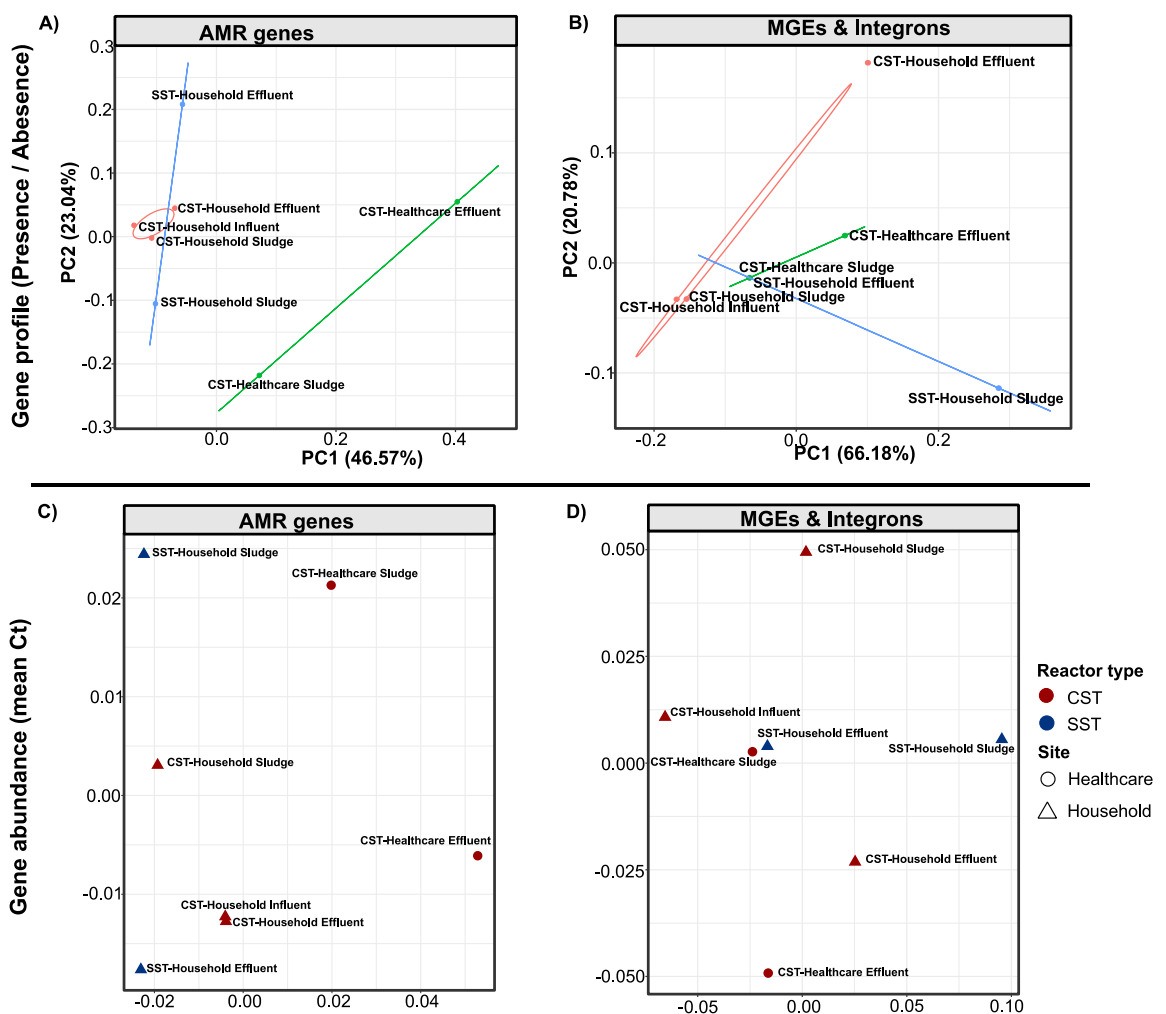 A)
AMR genes
Gene profile (Presence / Abesence)
PC2 (23.04%)
0.3
0.2
0.1
0.0
-0.1
-0.2
-0.3
SST-Household Effluent
CST-Household Effluent
CST-Household Influent
CST-Household Sludge
SST-Household Sludge
CST-Healthcare Effluent
CST-Healthcare Sludge
0.0
0.2
0.4
PC1 (46.57%)
B)
MGEs & Integrons
PC2 (20.78%)
0.1
0.0
-0.1
CST-Household Effluent
CST-Healthcare Effluent
CST-Healthcare Sludge
SST-Household Effluent
CST-Household Sludge
CST-Household Influent
SST-Household Sludge
-0.2
0.0
0.2
PC1 (66.18%)
C)
AMR genes
Gene abundance (mean Ct)
0.02
0.01
0.00
-0.01
SST-Household Sludge
CST-Healthcare Sludge
CST-Household Sludge
CST-Healthcare Effluent
CST-Household Influent
CST-Household Effluent
SST-Household Effluent
-0.02
0.00
0.02
0.04
D)
MGEs & Integrons
0.050
0.025
0.000
-0.025
-0.050
CST-Household Sludge
CST-Household Influent
SST-Household Effluent
SST-Household Sludge
CST-Healthcare Sludge
CST-Household Effluent
CST-Healthcare Effluent
-0.05
0.00
0.05
0.10
Reactor type
CST
SST
Site
Healthcare
Household